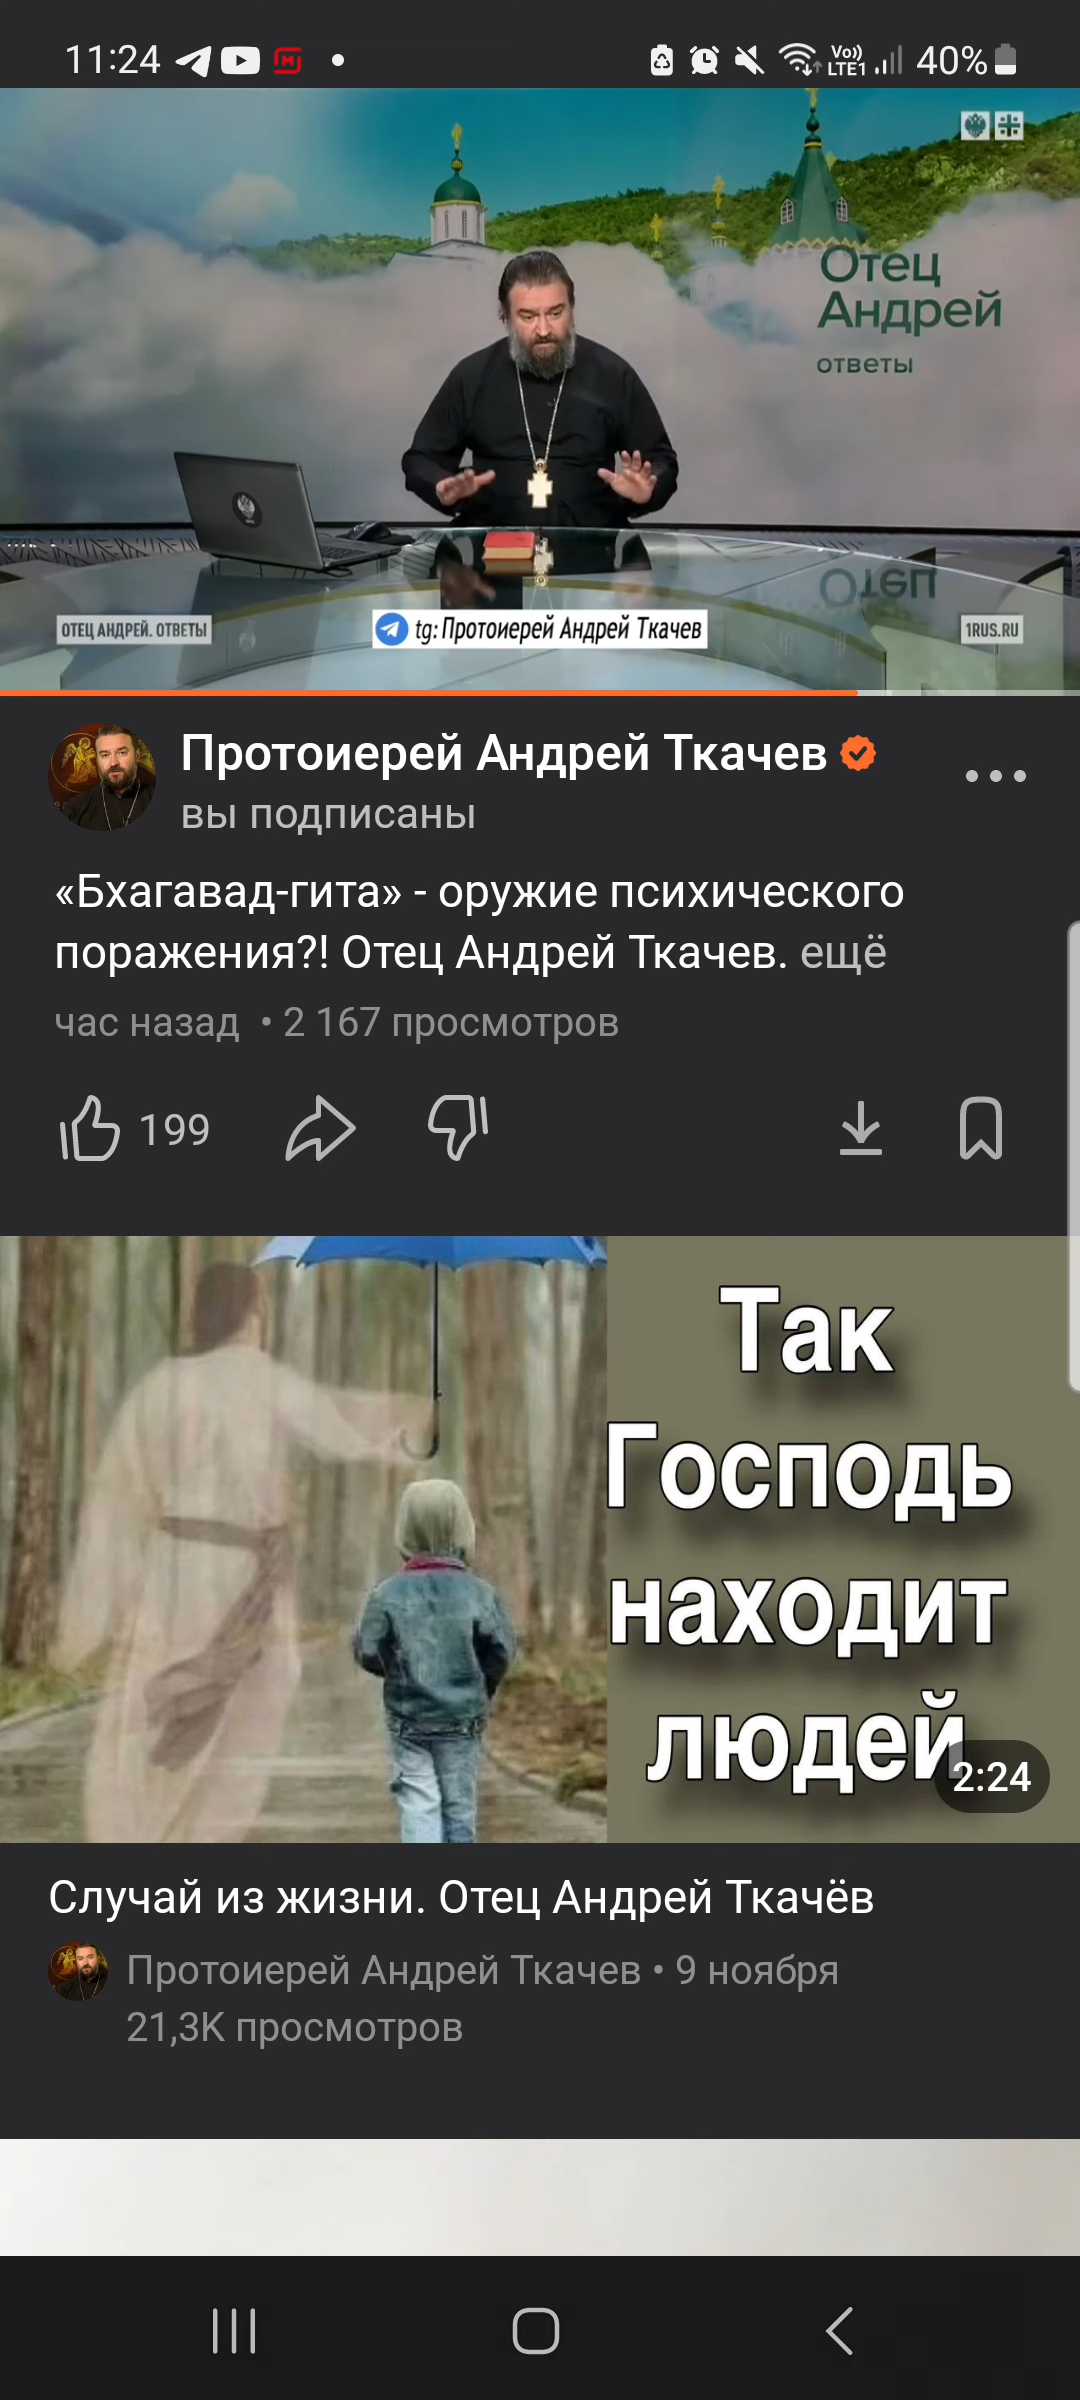 11:24
Vo))
LTE1
40%
Отец
Андрей
ответы
ОТЕЦ АНДРЕЙ. ОТВЕТЫ
tg: Протоиерей Андрей Ткачев
1RUS.RU
Протоиерей Андрей Ткачев
вы подписаны
«Бхагавад-гита» - оружие психического
поражения?! Отец Андрей Ткачев. ещё
час назад • 2 167 просмотров
199
Так
Господь
находит
людей
2:24
Случай из жизни. Отец Андрей Ткачёв
Протоиерей Андрей Ткачев • 9 ноября
21,3K просмотров